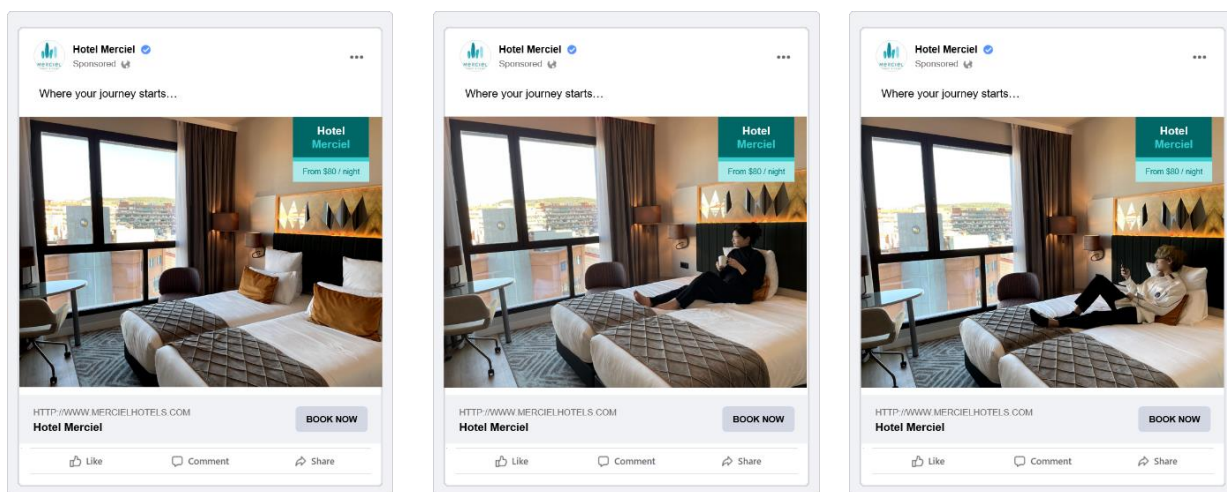 Hotel Merciel
Sponsored
MERCIEL
Where your journey starts...
Hotel
Merciel
From $80 / night
HTTP://WWW.MERCIELHOTELS.COM
Hotel Merciel
BOOK NOW
Like Comment Share
Hotel Merciel
Sponsored
MERCIEL
Where your journey starts...
Hotel
Merciel
From $80 / night
HTTP://WWW.MERCIELHOTELS.COM
Hotel Merciel
BOOK NOW
Like Comment Share
Hotel Merciel
Sponsored
MERCIEL
Where your journey starts...
Hotel
Merciel
From $80 / night
HTTP://WWW.MERCIELHOTELS.COM
Hotel Merciel
BOOK NOW
Like Comment Share